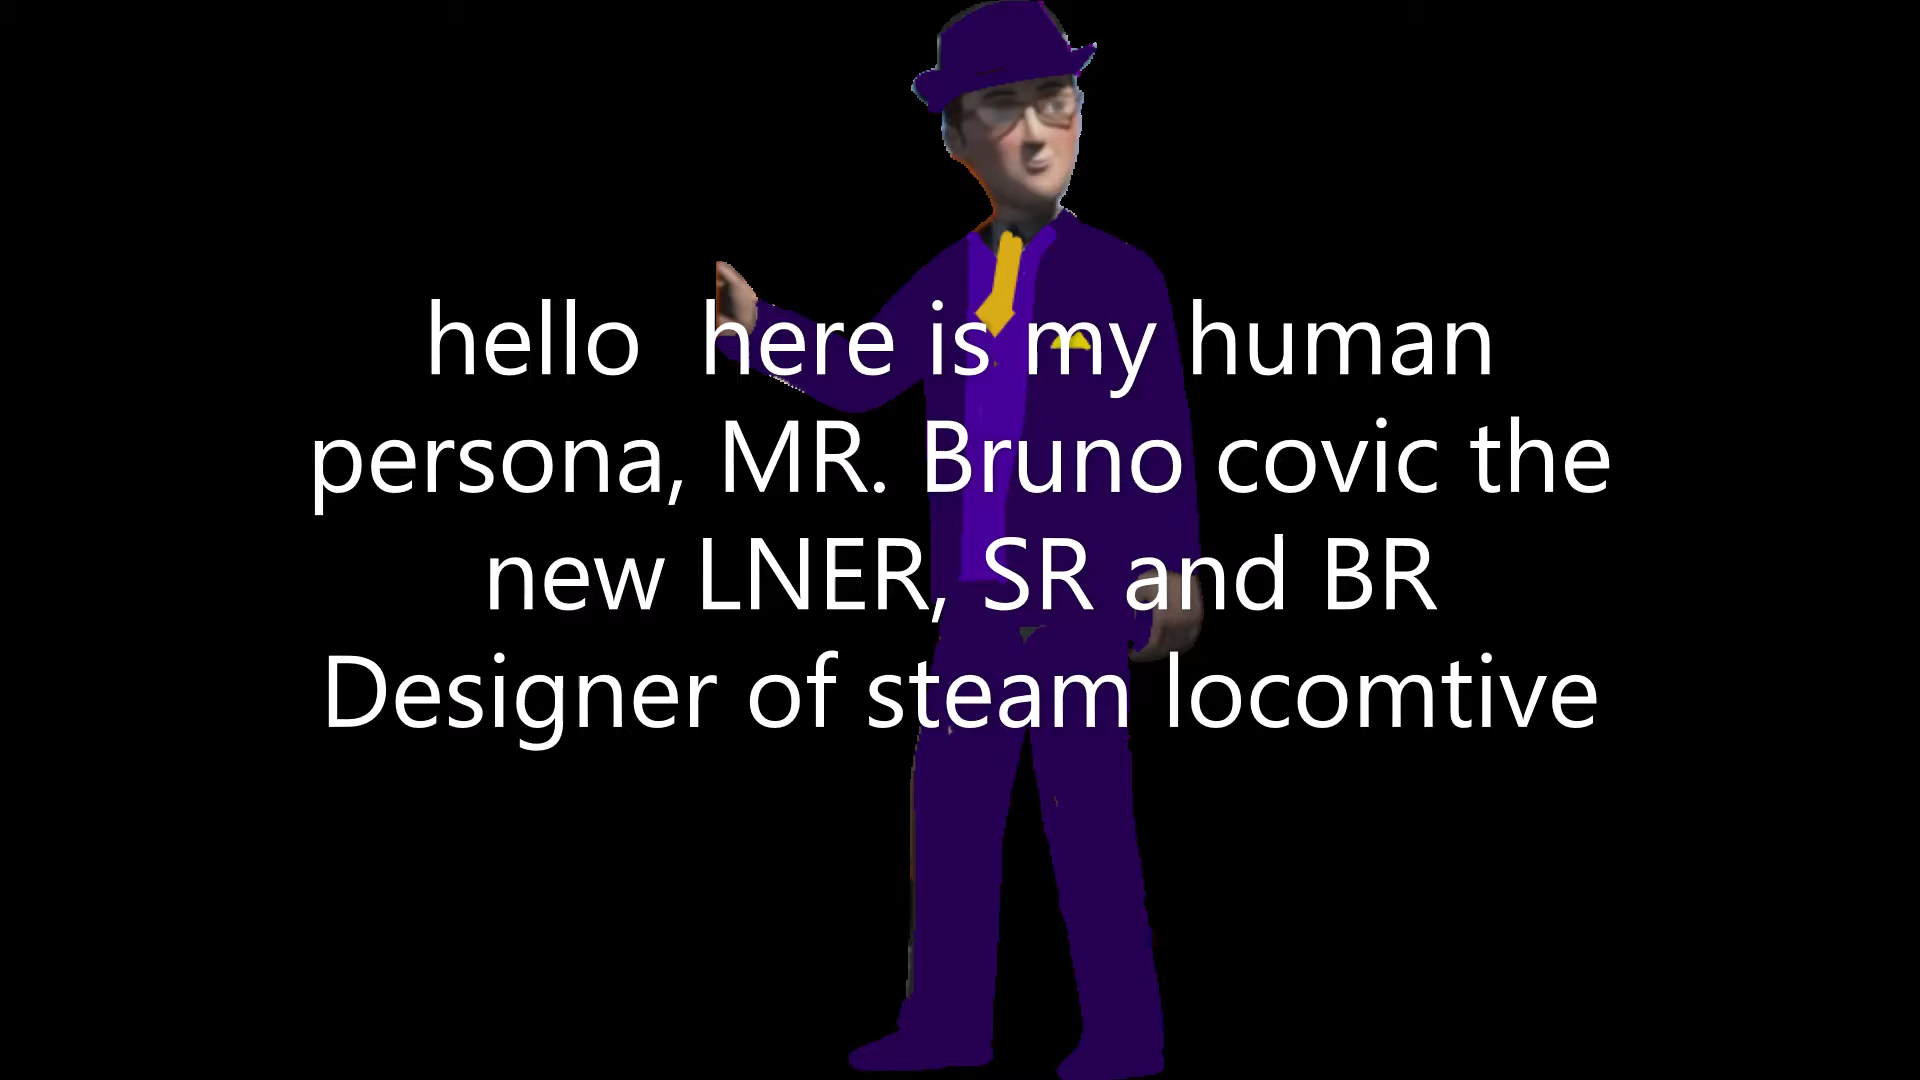 hello  here is my human
persona, MR. Bruno covic the
new LNER, SR and BR
Designer of steam locomtive